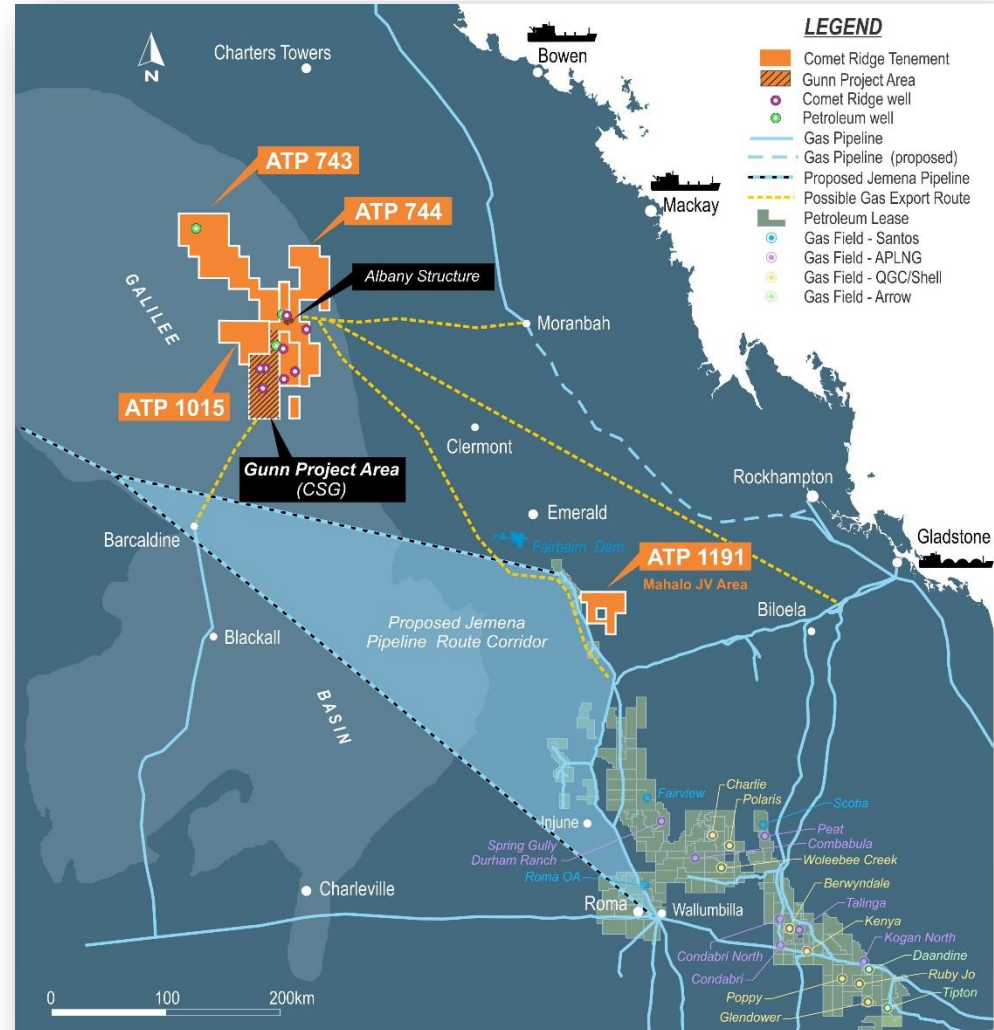 LEGEND
Comet Ridge Tenement
Gunn Project Area
Comet Ridge well
Petroleum well
Gas Pipeline
Gas Pipeline (proposed)
Proposed Jemena Pipeline
Possible Gas Export Route
Petroleum Lease
Gas Field - Santos
Gas Field - APLNG
Gas Field - QGC/Shell
Gas Field - Arrow
N
Charters Towers
Bowen
ATP 743
ATP 744
Mackay
Albany Structure
GALILEE
Moranbah
ATP 1015
Clermont
Gunn Project Area
(CSG)
Rockhampton
Emerald
Barcaldine
Fairbairn Dam
Gladstone
ATP 1191
Mahalo JV Area
Biloela
Blackall
Proposed Jemena
Pipeline Route Corridor
BASIN
Charlie
Fairview
Polaris
Scotia
Injune
Spring Gully
Durham Ranch
Peat
Combabula
Woleebee Creek
Roma OA
Charleville
Berwyndale
Roma
Wallumbilla
Talinga
Kenya
Condabri North
Kogan North
Condabri
Daandine
Poppy
Ruby Jo
Glendower
Tipton
0 100 200km